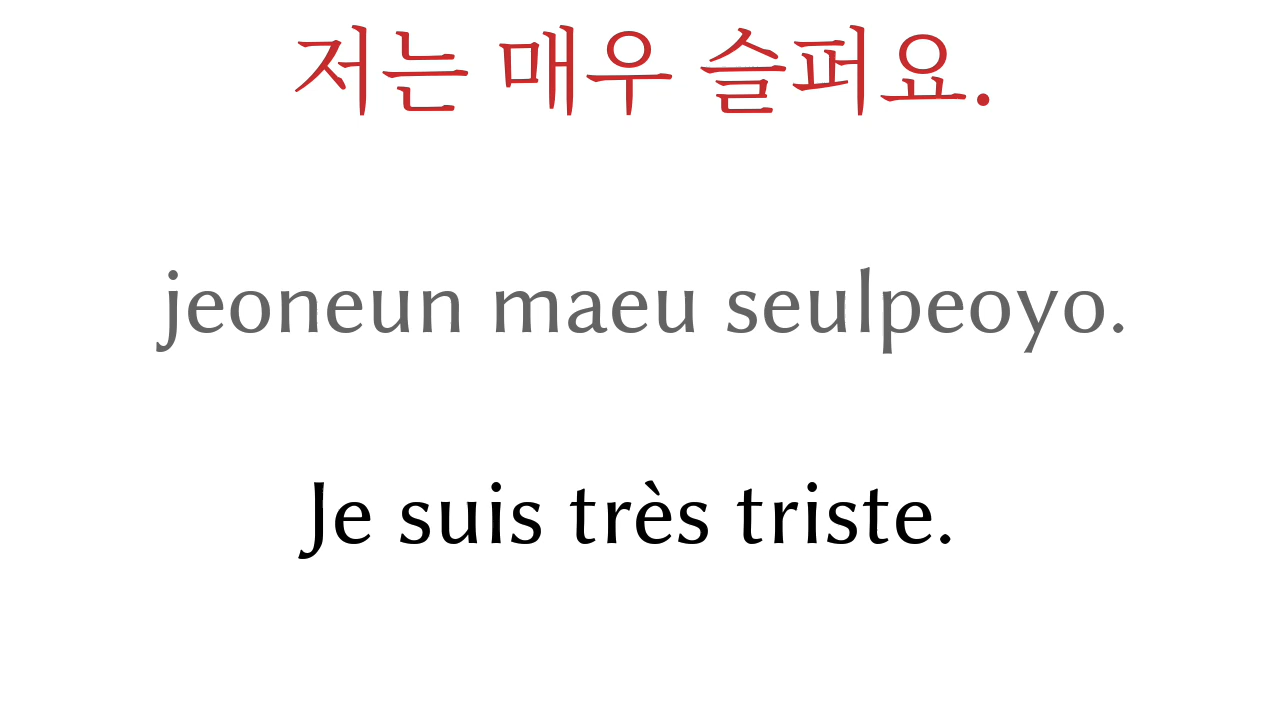 저는 매우 슬퍼요.
jeoneun maeu seulpeoyo.
Je suis très triste.